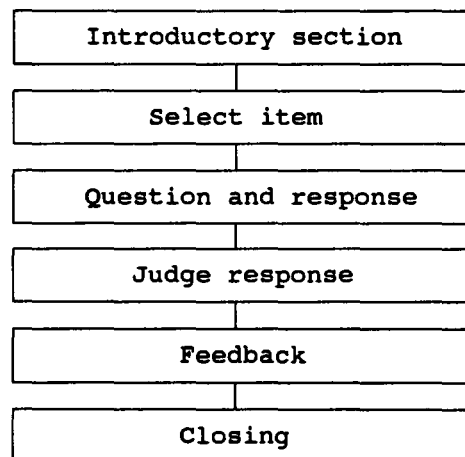 Introductory section
Select item
Question and response
Judge response
Feedback
Closing